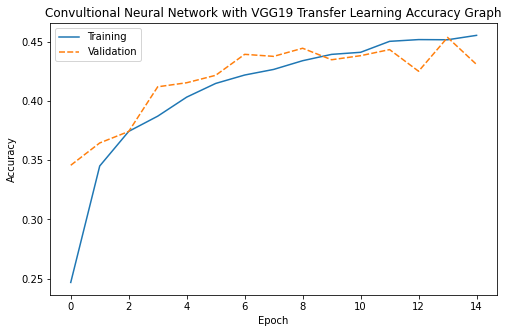 Convultional Neural Network with VGG19 Transfer Learning Accuracy Graph
Training
Validation
0.45
0.40
0.35
0.30
0.25
Accuracy
0 2 4 6 8 10 12 14
Epoch